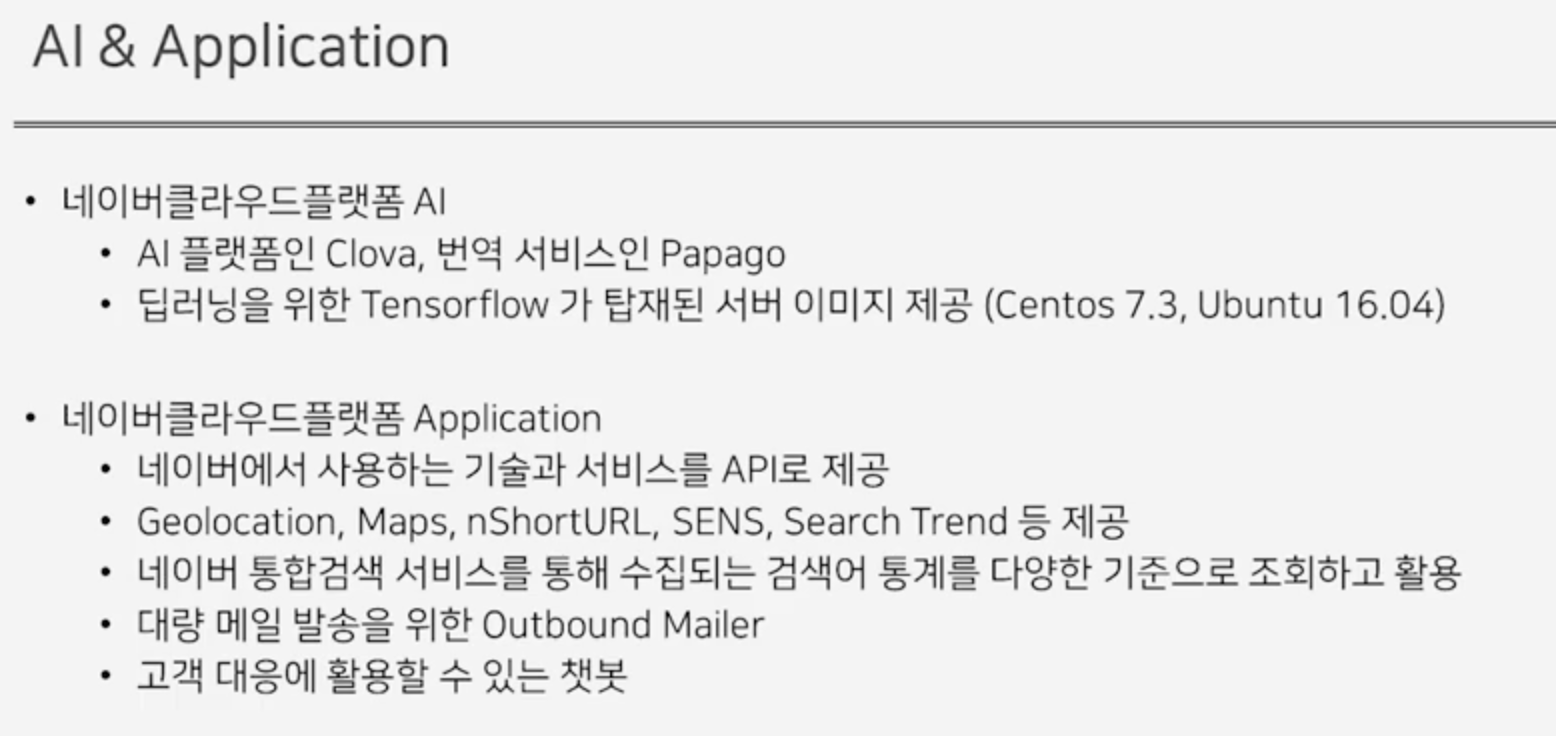 AI & Application
• 네이버클라우드플랫폼 AI
• AI 플랫폼인 Clova, 번역 서비스인 Papago
• 딥러닝을 위한 Tensorflow 가 탑재된 서버 이미지 제공 (Centos 7.3, Ubuntu 16.04)
• 네이버클라우드플랫폼 Application
• 네이버에서 사용하는 기술과 서비스를 API로 제공
• Geolocation, Maps, nShortURL, SENS, Search Trend 등 제공
• 네이버 통합검색 서비스를 통해 수집되는 검색어 통계를 다양한 기준으로 조회하고 활용
• 대량 메일 발송을 위한 Outbound Mailer
• 고객 대응에 활용할 수 있는 챗봇